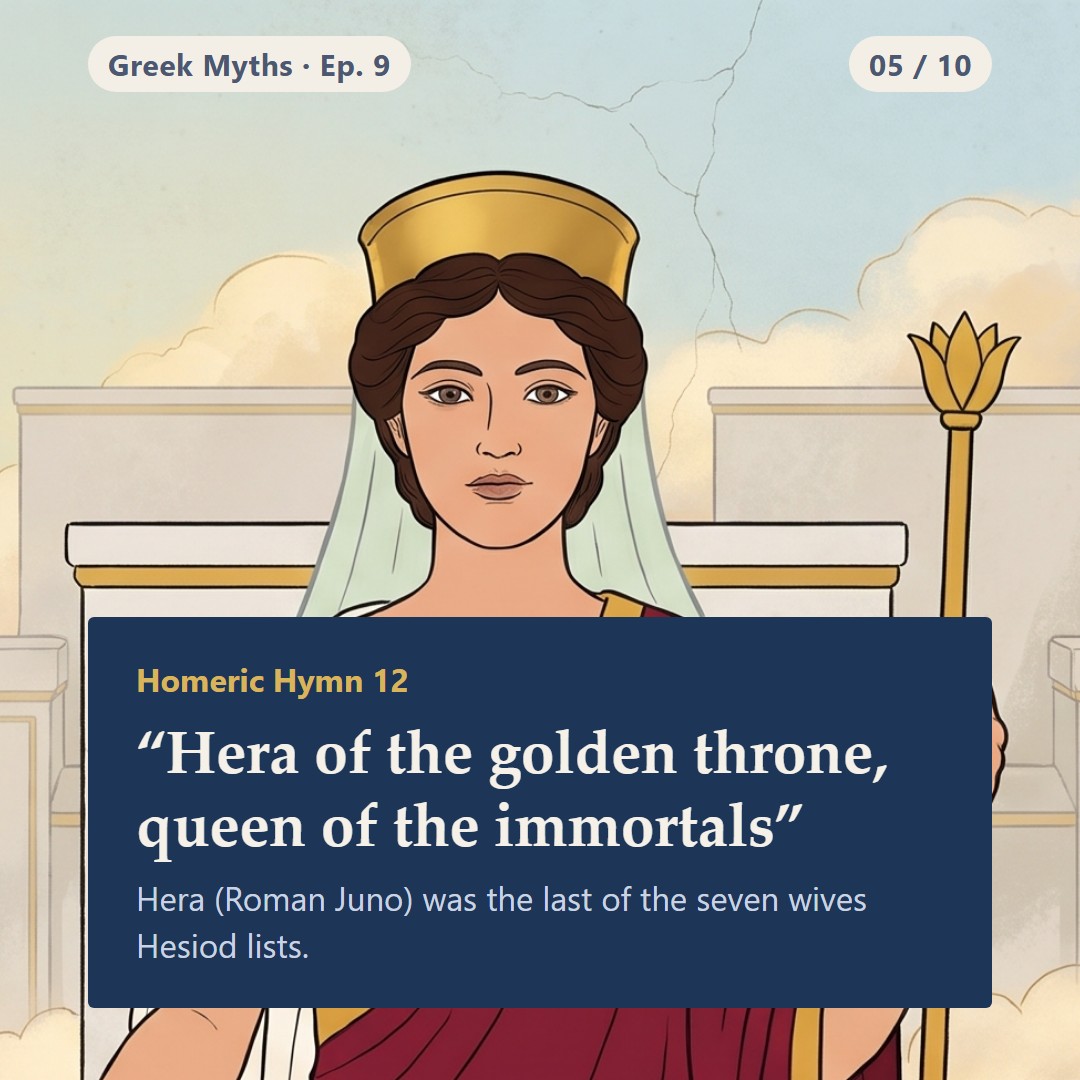 Greek Myths · Ep. 9
05 / 10
Homeric Hymn 12
“Hera of the golden throne,
queen of the immortals”
Hera (Roman Juno) was the last of the seven wives
Hesiod lists.